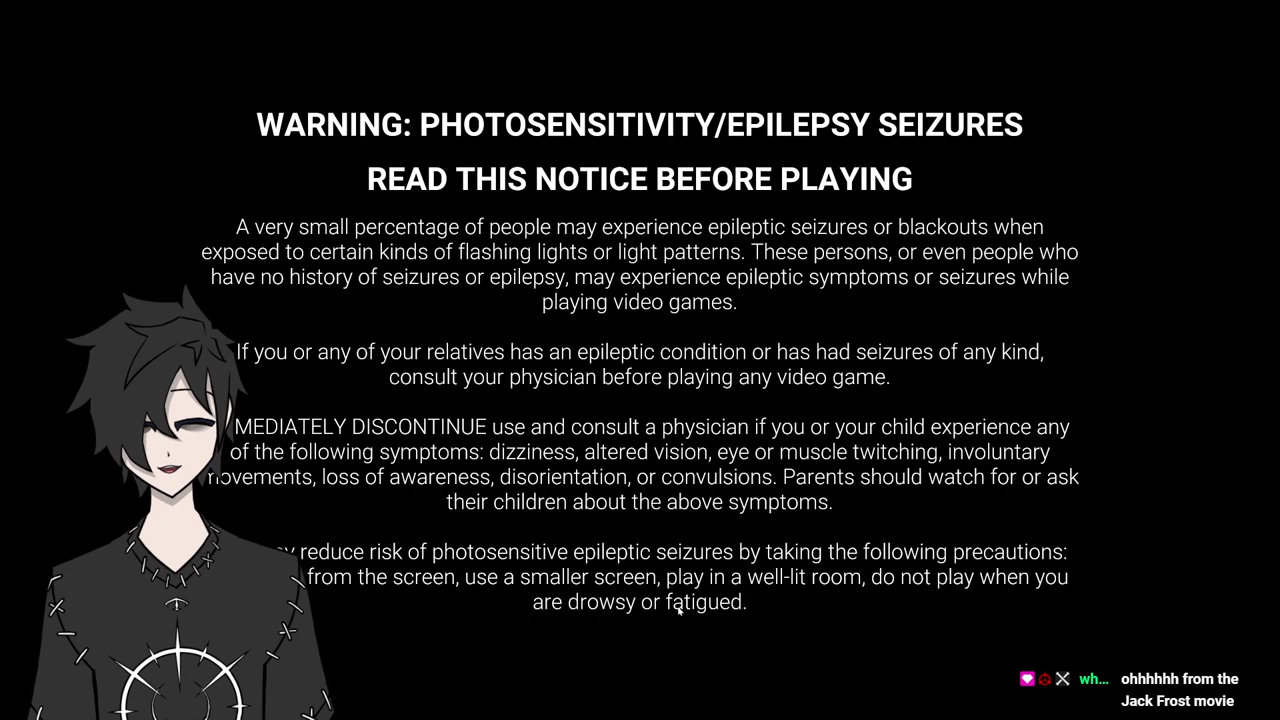 WARNING: PHOTOSENSITIVITY/EPILEPSY SEIZURES
READ THIS NOTICE BEFORE PLAYING
A very small percentage of people may experience epileptic seizures or blackouts when
exposed to certain kinds of flashing lights or light patterns. These persons, or even people who
have no history of seizures or epilepsy, may experience epileptic symptoms or seizures while
playing video games.
If you or any of your relatives has an epileptic condition or has had seizures of any kind,
consult your physician before playing any video game.
MEDIATELY DISCONTINUE use and consult a physician if you or your child experience any
of the following symptoms: dizziness, altered vision, eye or muscle twitching, involuntary
movements, loss of awareness, disorientation, or convulsions. Parents should watch for or ask
their children about the above symptoms.
reduce risk of photosensitive epileptic seizures by taking the following precautions:
from the screen, use a smaller screen, play in a well-lit room, do not play when you
are drowsy or fatigued.
wh... ohhhhhh from the
Jack Frost movie